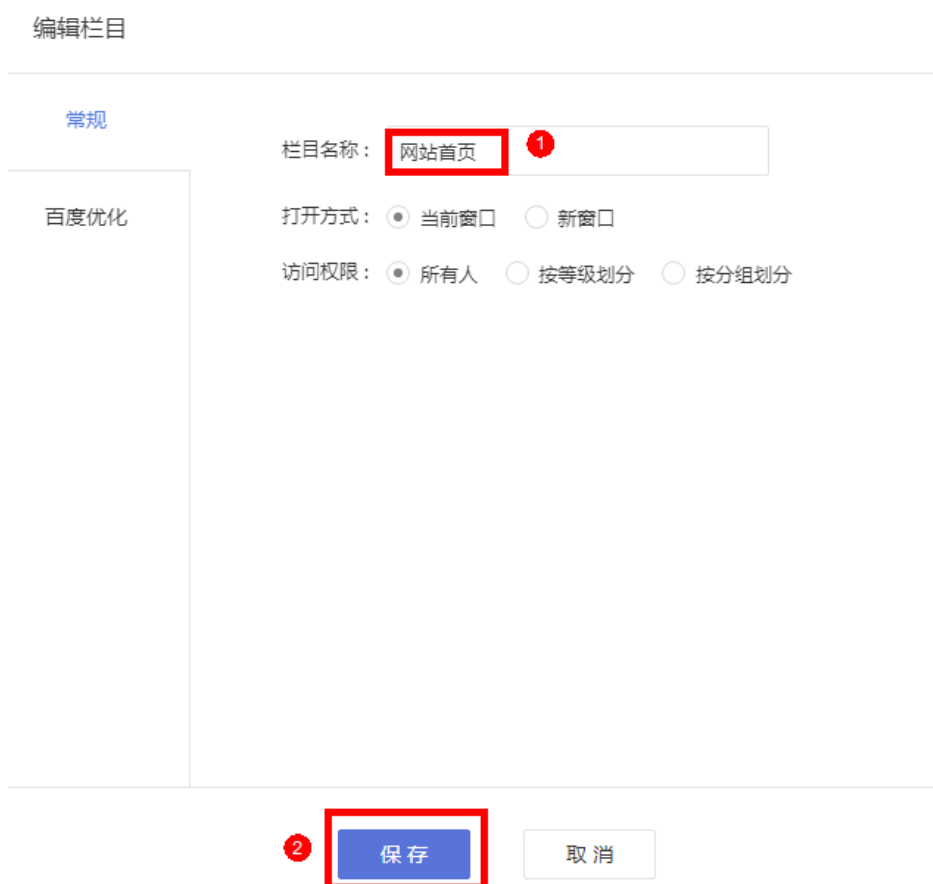 编辑栏目
常规
栏目名称： 网站首页 1
百度优化
打开方式： 当前窗口 新窗口
访问权限： 所有人 按等级划分 按分组划分
2 保存 取消